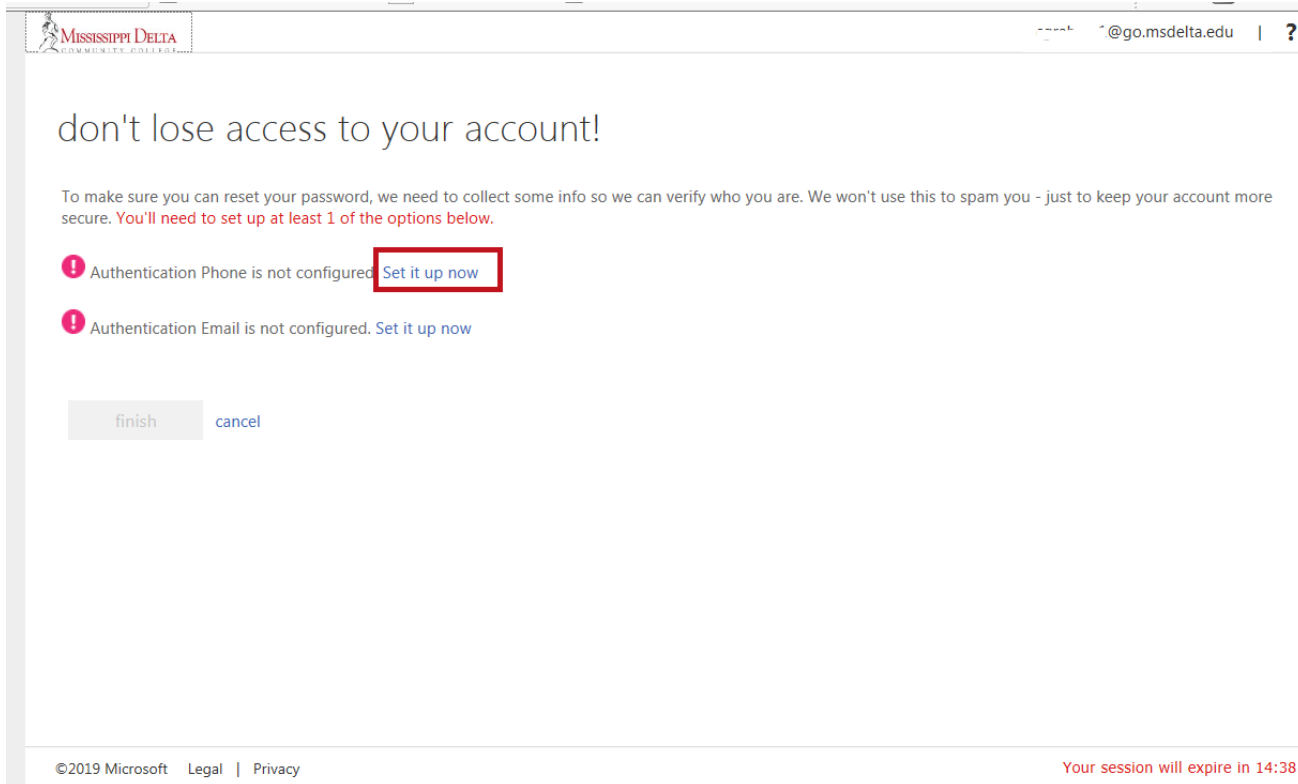 MISSISSIPPI DELTA
COMMUNITY COLLEGE
@go.msdelta.edu | ?
don't lose access to your account!
To make sure you can reset your password, we need to collect some info so we can verify who you are. We won't use this to spam you - just to keep your account more
secure. You'll need to set up at least 1 of the options below.
! Authentication Phone is not configured Set it up now
! Authentication Email is not configured. Set it up now
finish cancel
©2019 Microsoft Legal | Privacy
Your session will expire in 14:38